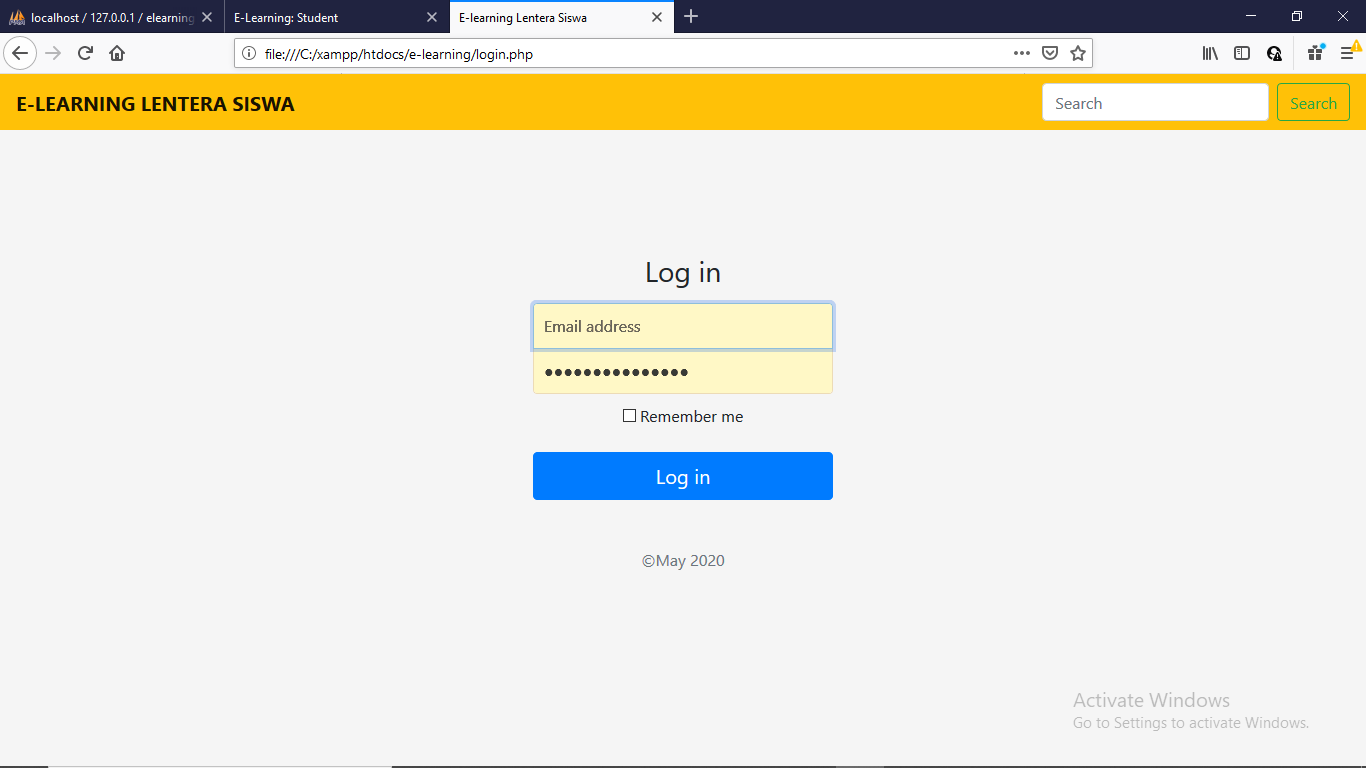 localhost / 127.0.0.1 / elearning
E-Learning: Student
E-learning Lentera Siswa
file:///C:/xampp/htdocs/e-learning/login.php
E-LEARNING LENTERA SISWA
Search
Search
Log in
Email address
●●●●●●●●●●●●●●●
Remember me
Log in
©May 2020
Activate Windows
Go to Settings to activate Windows.